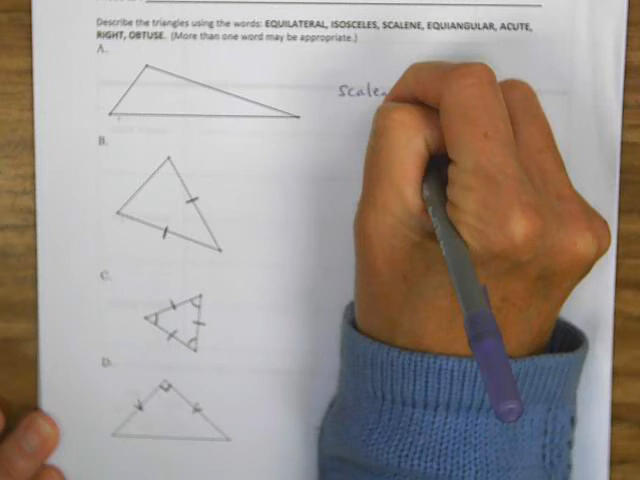 Describe the triangles using the words: EQUILATERAL, ISOSCELES, SCALENE, EQUIANGULAR, ACUTE,
RIGHT, OBTUSE. (More than one word may be appropriate.)
A.
scale
B.
C.
D.